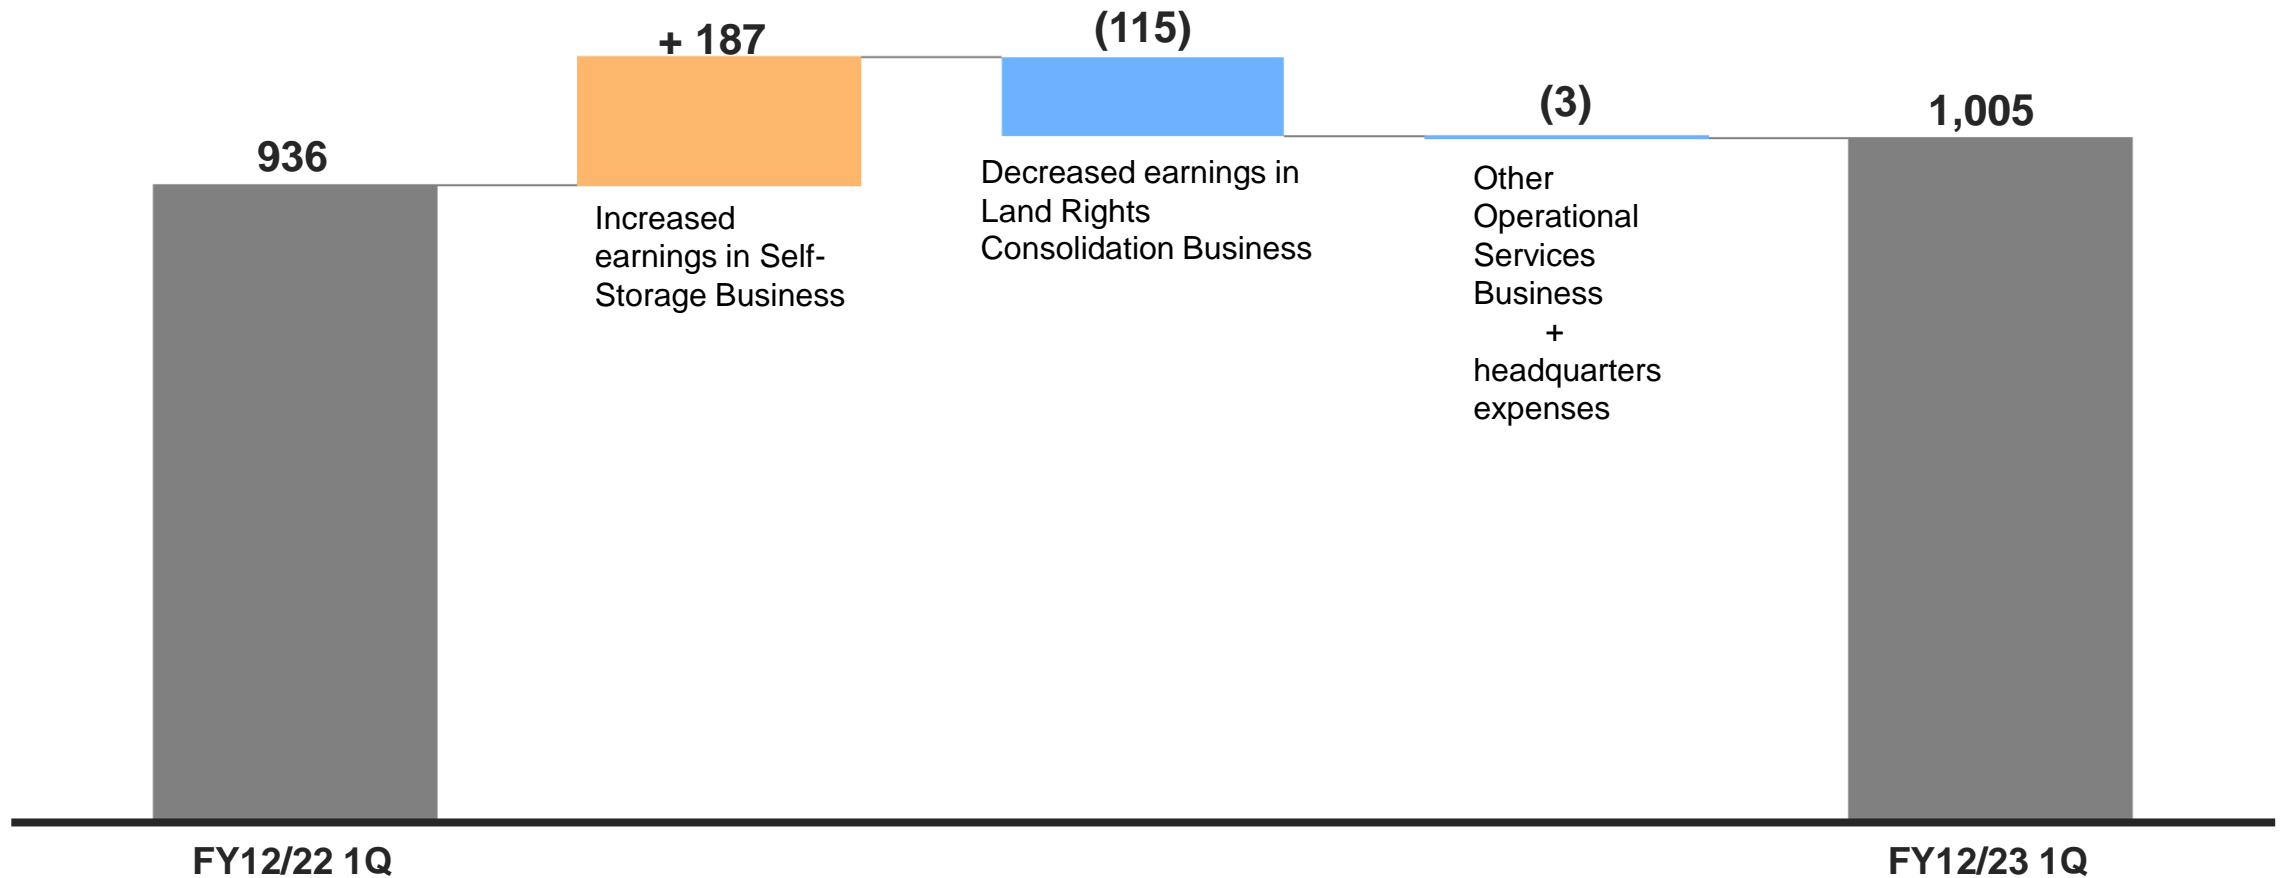 936
+ 187
Increased
earnings in Self-
Storage Business
(115)
Decreased earnings in
Land Rights
Consolidation Business
(3)
Other
Operational
Services
Business
+
headquarters
expenses
1,005
FY12/22 1Q
FY12/23 1Q